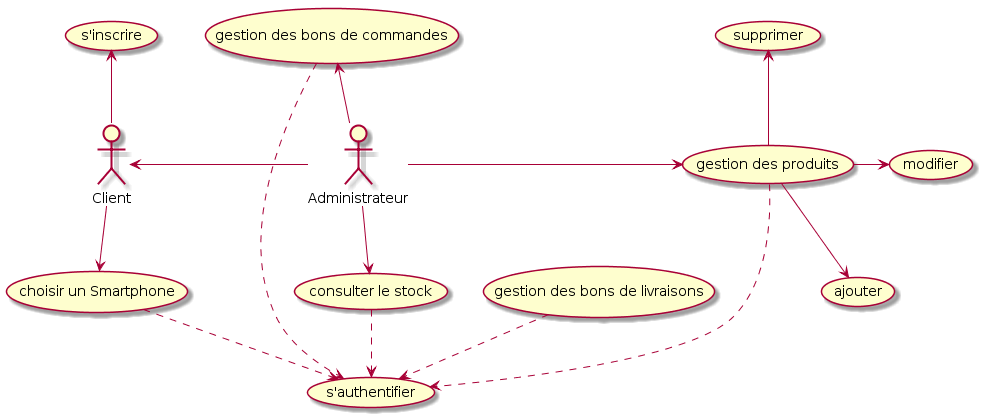 s'inscrire
gestion des bons de commandes
supprimer
gestion des produits
modifier
Client
Administrateur
choisir un Smartphone
consulter le stock
gestion des bons de livraisons
ajouter
s'authentifier